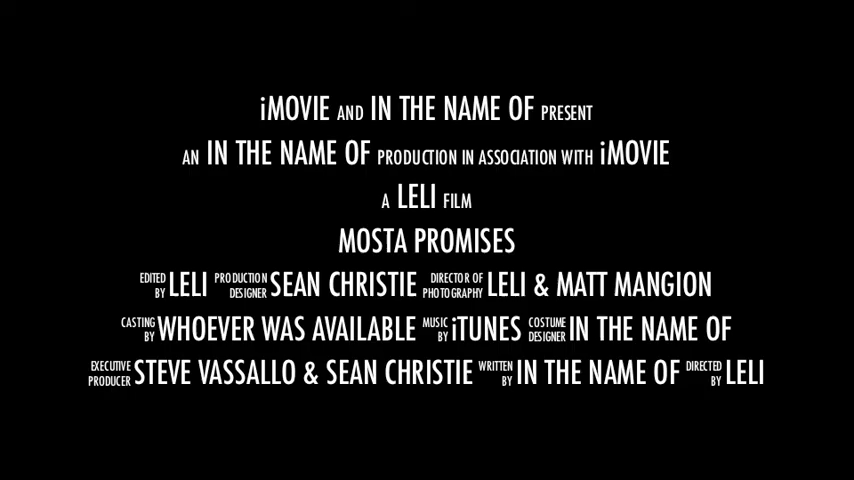 iMOVIE AND IN THE NAME OF PRESENT
AN IN THE NAME OF PRODUCTION IN ASSOCIATION WITH iMOVIE
A LELI FILM
MOSTA PROMISES
EDITED BY LELI PRODUCTION DESIGNER SEAN CHRISTIE DIRECTOR OF PHOTOGRAPHY LELI & MATT MANGION
CASTING BY WHOEVER WAS AVAILABLE MUSIC BY iTUNES COSTUME DESIGNER IN THE NAME OF
EXECUTIVE PRODUCER STEVE VASSALLO & SEAN CHRISTIE WRITTEN BY IN THE NAME OF DIRECTED BY LELI